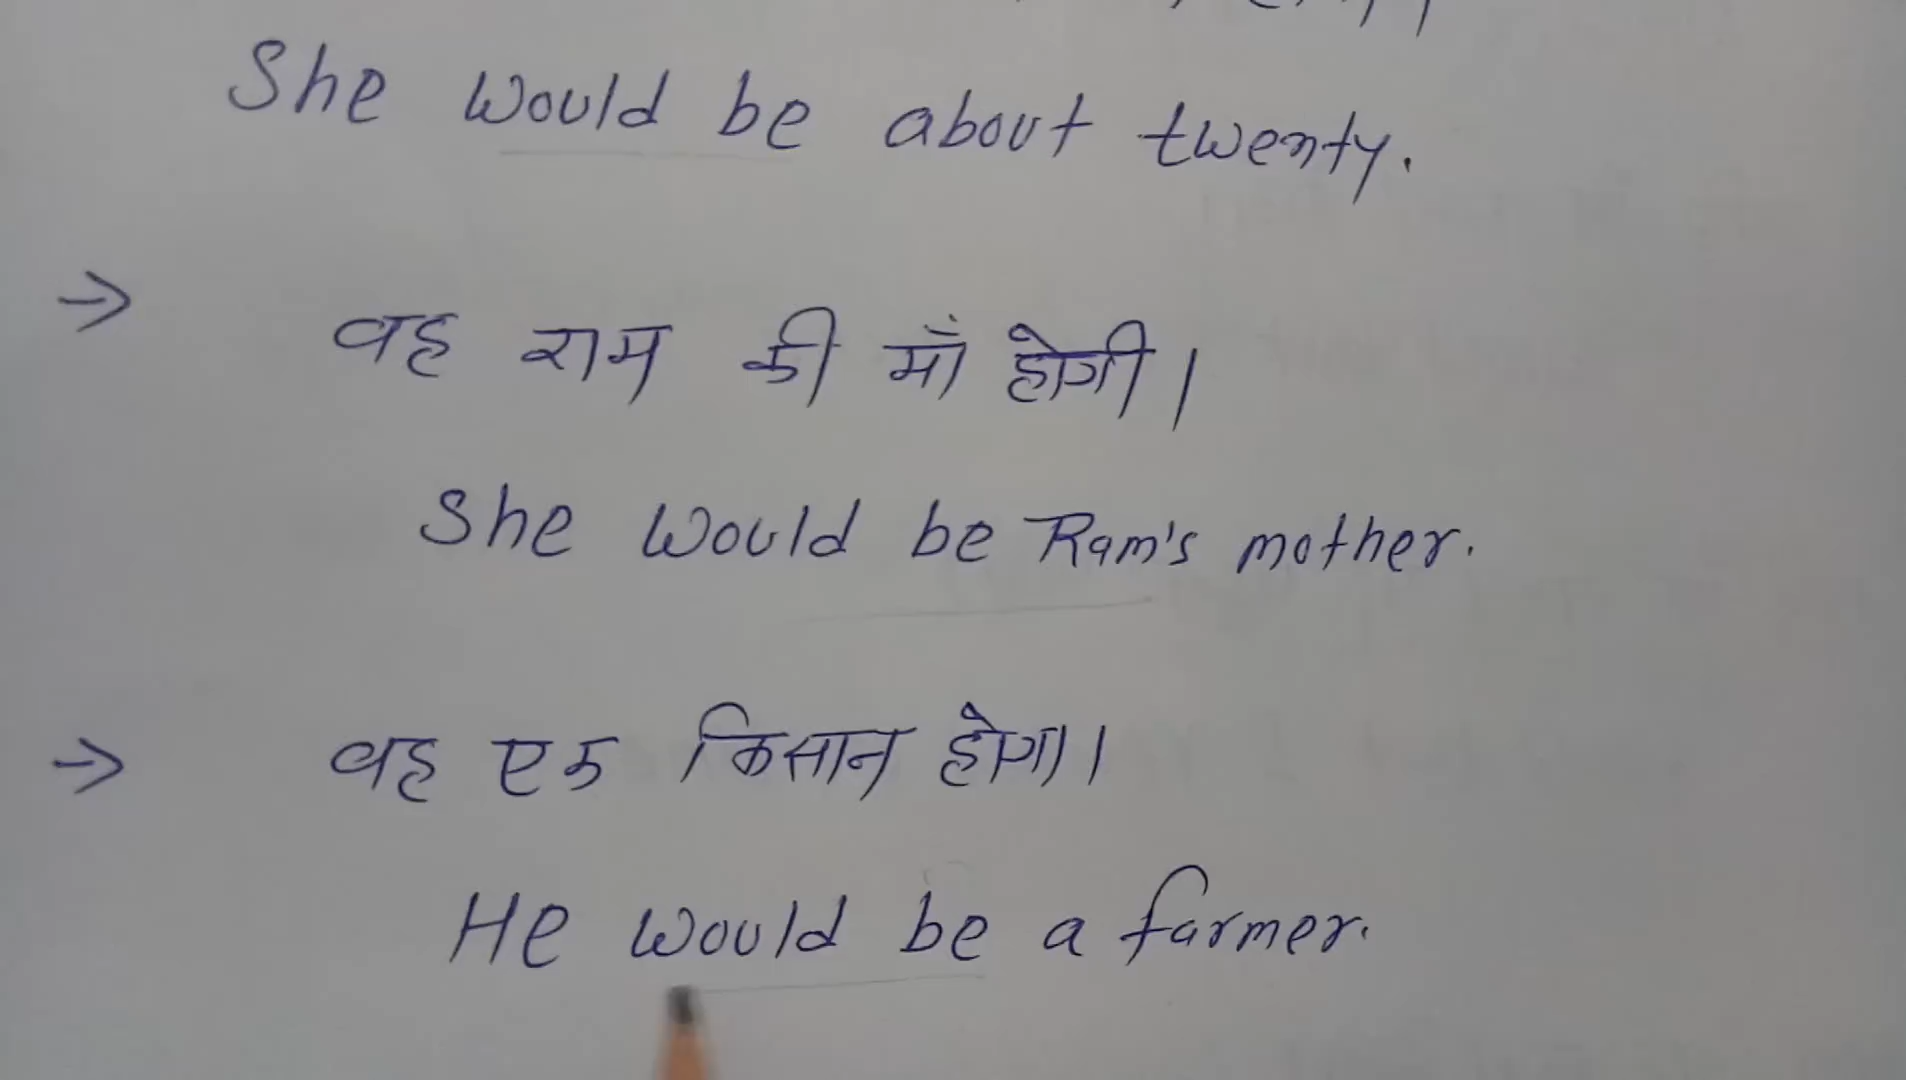 She would be about twenty.
→ वह राम की माँ होगी।
She would be Ram's mother.
→ वह एक किसान होगा।
He would be a farmer.